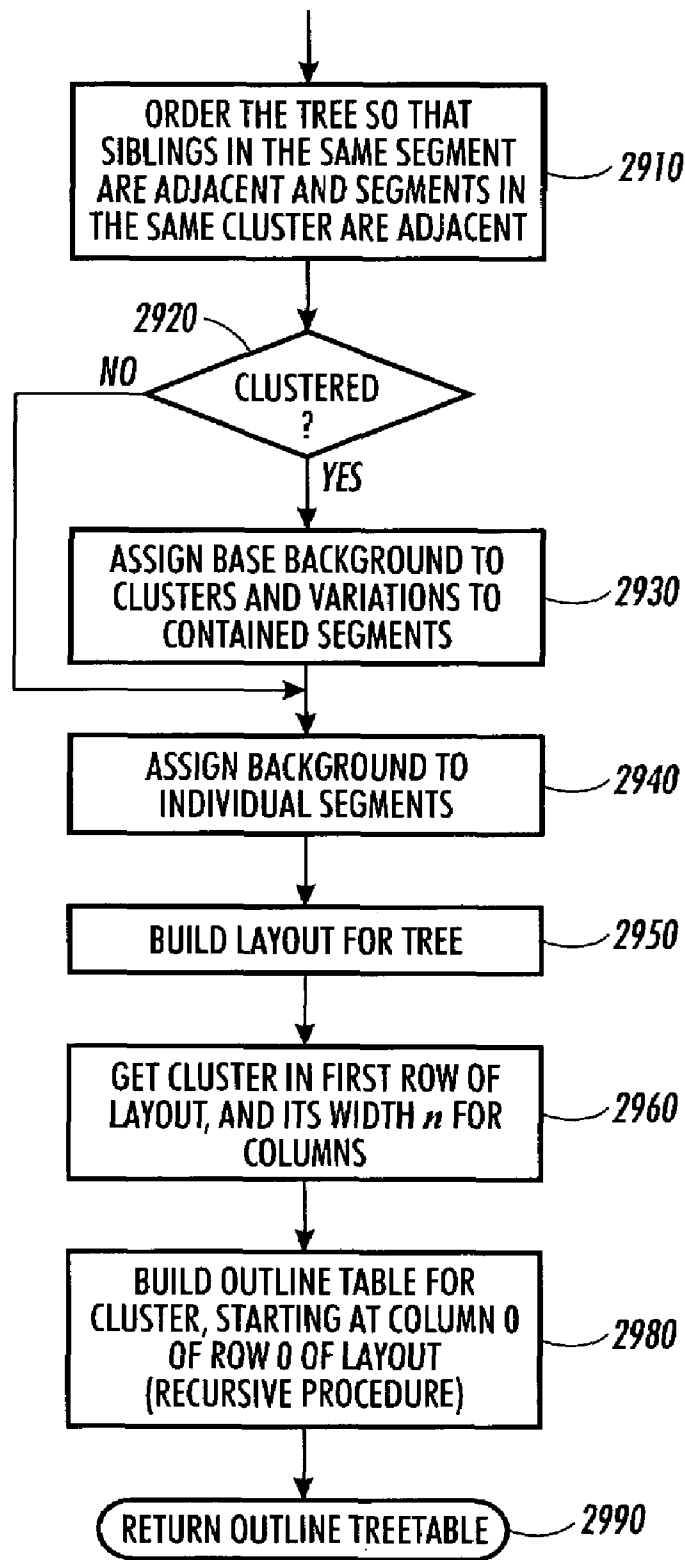 ORDER THE TREE SO THAT
SIBLINGS IN THE SAME SEGMENT
ARE ADJACENT AND SEGMENTS IN
THE SAME CLUSTER ARE ADJACENT
2910
2920
NO
CLUSTERED
?
YES
ASSIGN BASE BACKGROUND TO
CLUSTERS AND VARIATIONS TO
CONTAINED SEGMENTS
2930
ASSIGN BACKGROUND TO
INDIVIDUAL SEGMENTS
2940
BUILD LAYOUT FOR TREE
2950
GET CLUSTER IN FIRST ROW OF
LAYOUT, AND ITS WIDTH n FOR
COLUMNS
2960
BUILD OUTLINE TABLE FOR
CLUSTER, STARTING AT COLUMN 0
OF ROW 0 OF LAYOUT
(RECURSIVE PROCEDURE)
2980
RETURN OUTLINE TREETABLE
2990